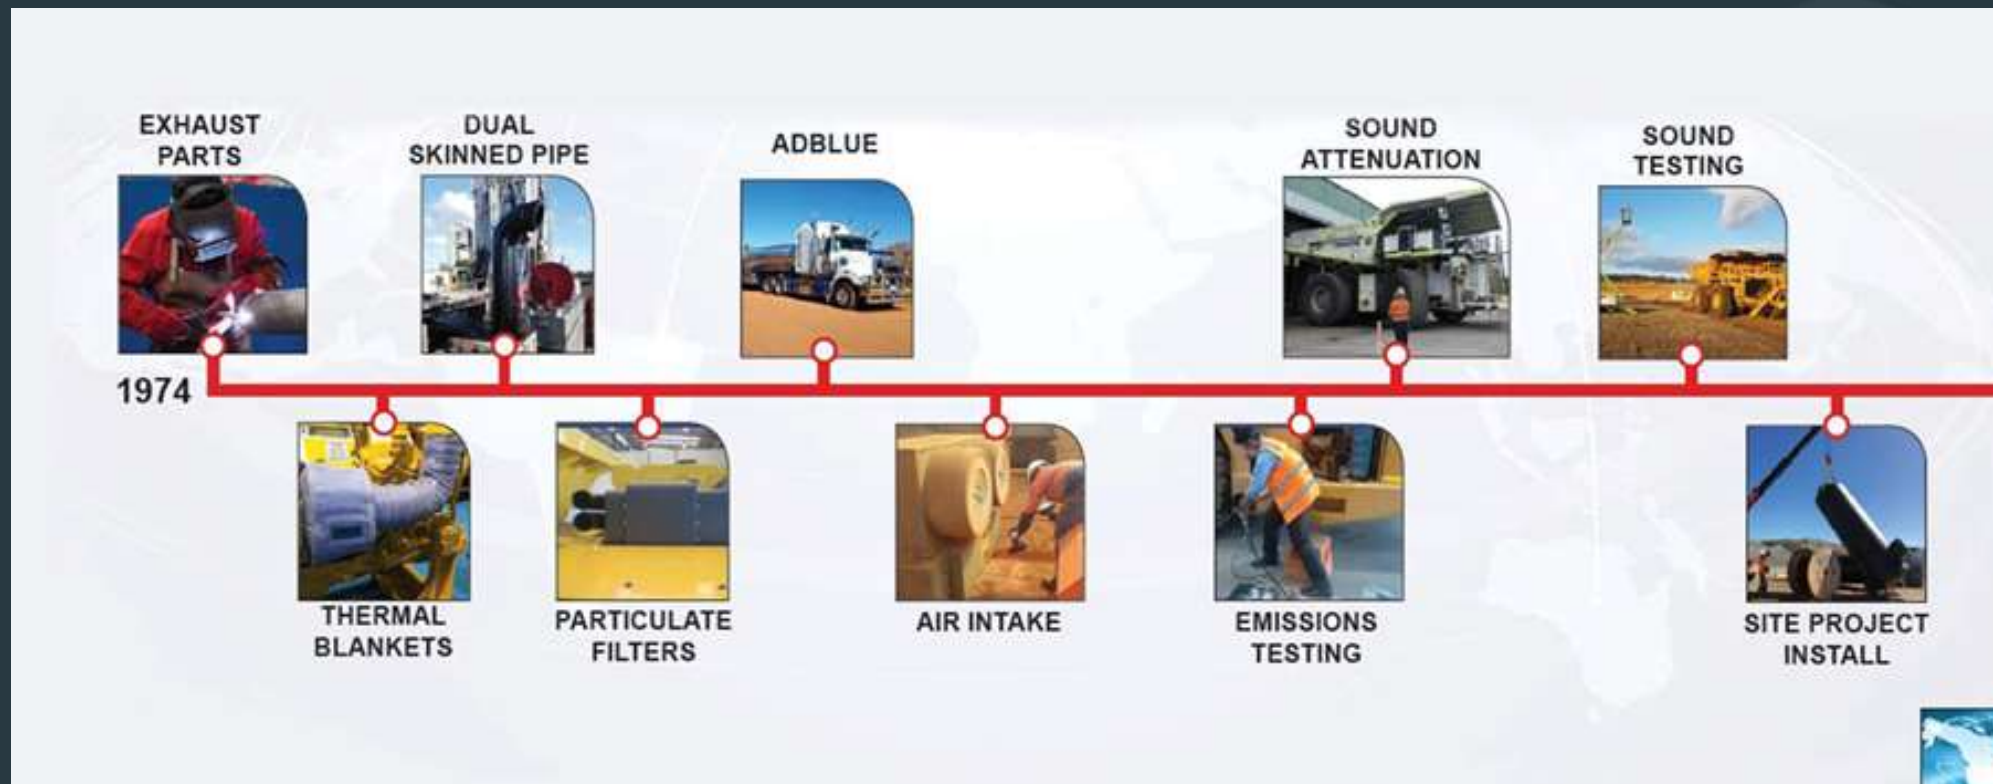 EXHAUST
PARTS
DUAL
SKINNED PIPE
ADBLUE
SOUND
ATTENUATION
SOUND
TESTING
1974
THERMAL
BLANKETS
PARTICULATE
FILTERS
AIR INTAKE
EMISSIONS
TESTING
SITE PROJECT
INSTALL